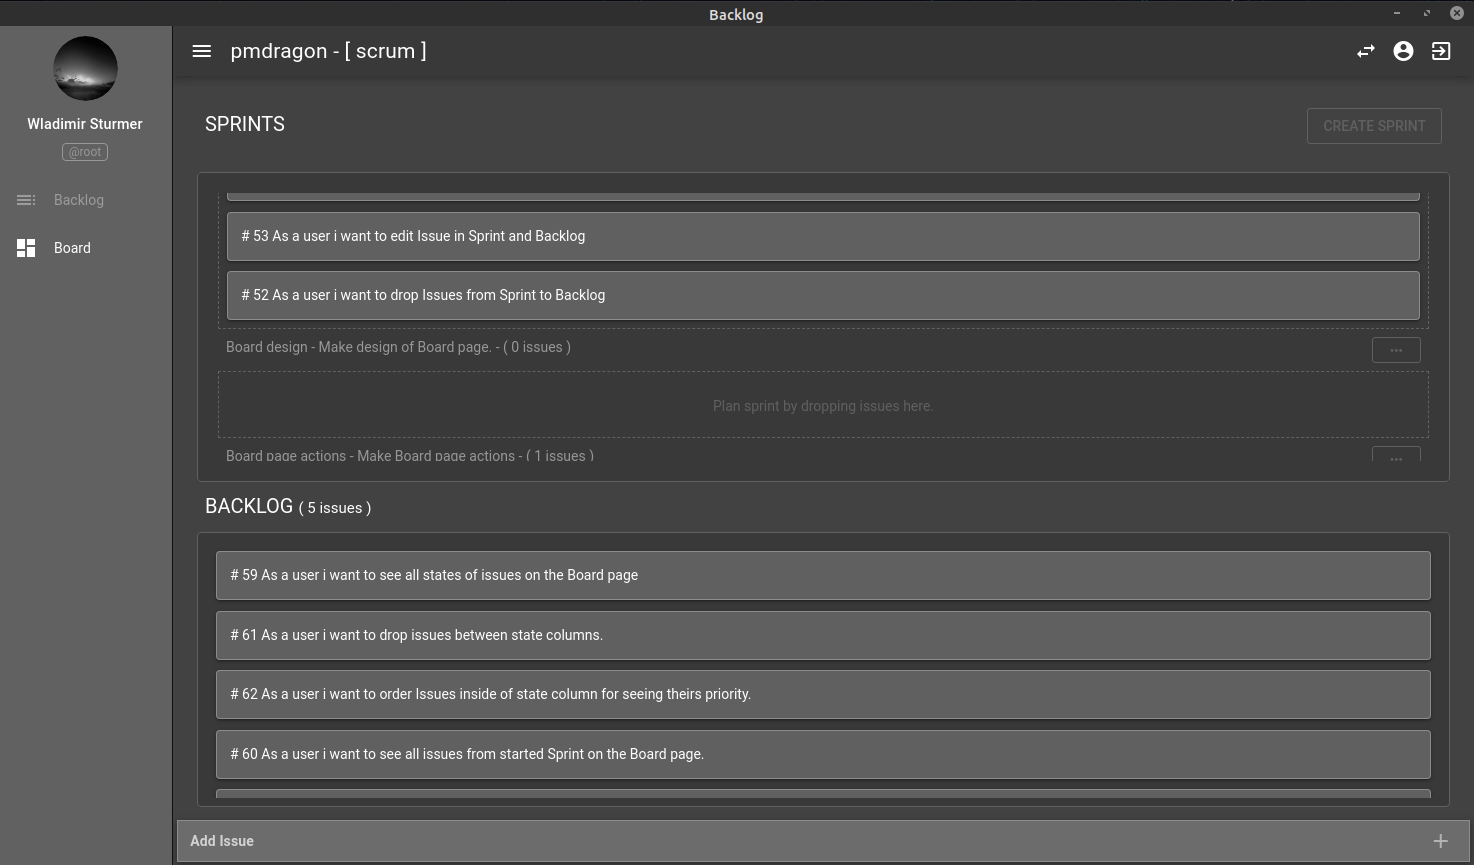 Backlog
pmdragon - [ scrum ]
Wladimir Sturmer
@root
Backlog
Board
SPRINTS
CREATE SPRINT
# 53 As a user i want to edit Issue in Sprint and Backlog
# 52 As a user i want to drop Issues from Sprint to Backlog
Board design - Make design of Board page. - ( 0 issues )
Plan sprint by dropping issues here.
Board page actions - Make Board page actions - ( 1 issues )
BACKLOG ( 5 issues )
# 59 As a user i want to see all states of issues on the Board page
# 61 As a user i want to drop issues between state columns.
# 62 As a user i want to order Issues inside of state column for seeing theirs priority.
# 60 As a user i want to see all issues from started Sprint on the Board page.
Add Issue